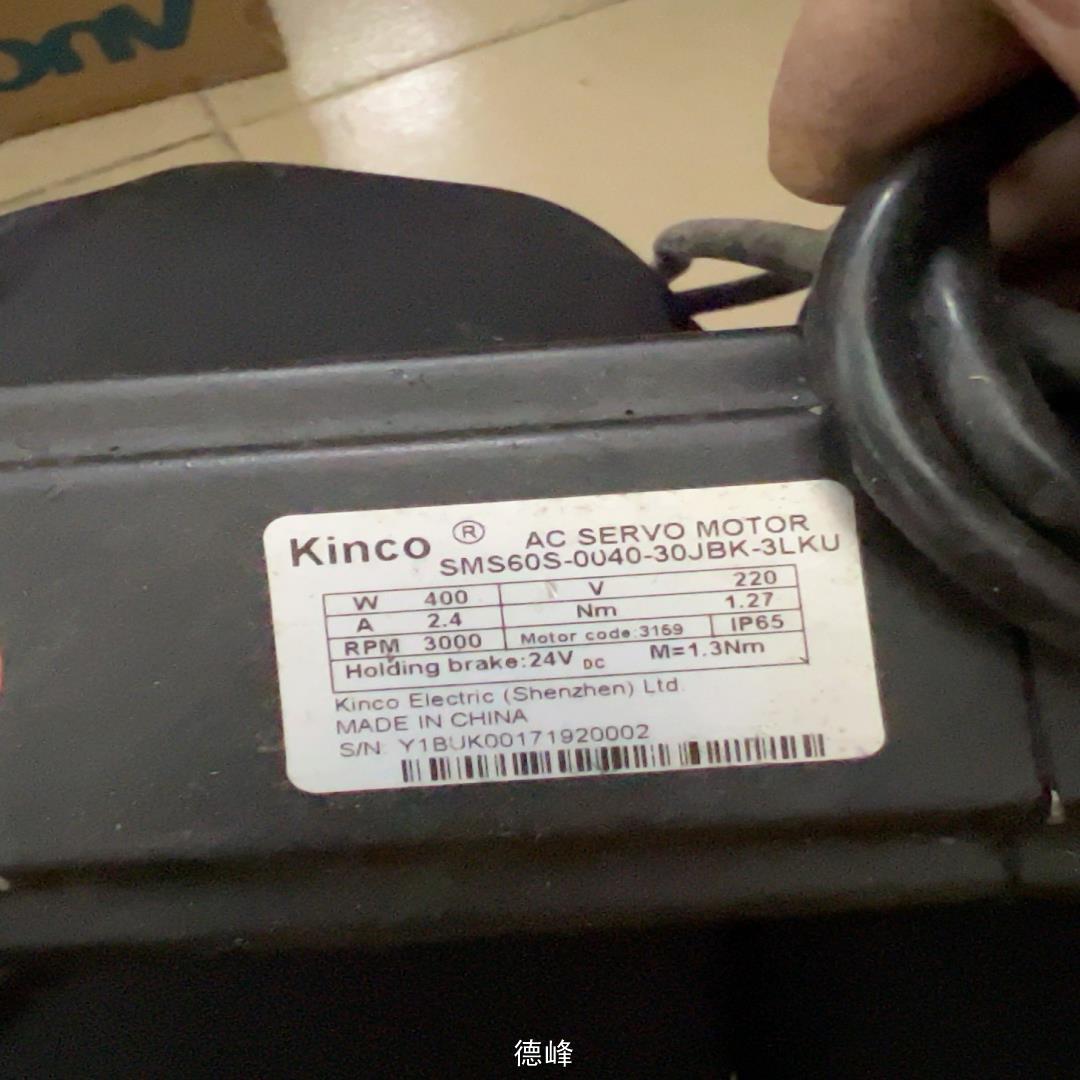 Kinco ® AC SERVO MOTOR
SMS60S-0040-30JBK-3LKU
W 400 V 220
A 2.4 Nm 1.27
RPM 3000 Motor code:3169 IP65
Holding brake:24V DC M=1.3Nm
Kinco Electric (Shenzhen) Ltd.
MADE IN CHINA
S/N: Y1BUK00171920002
德峰